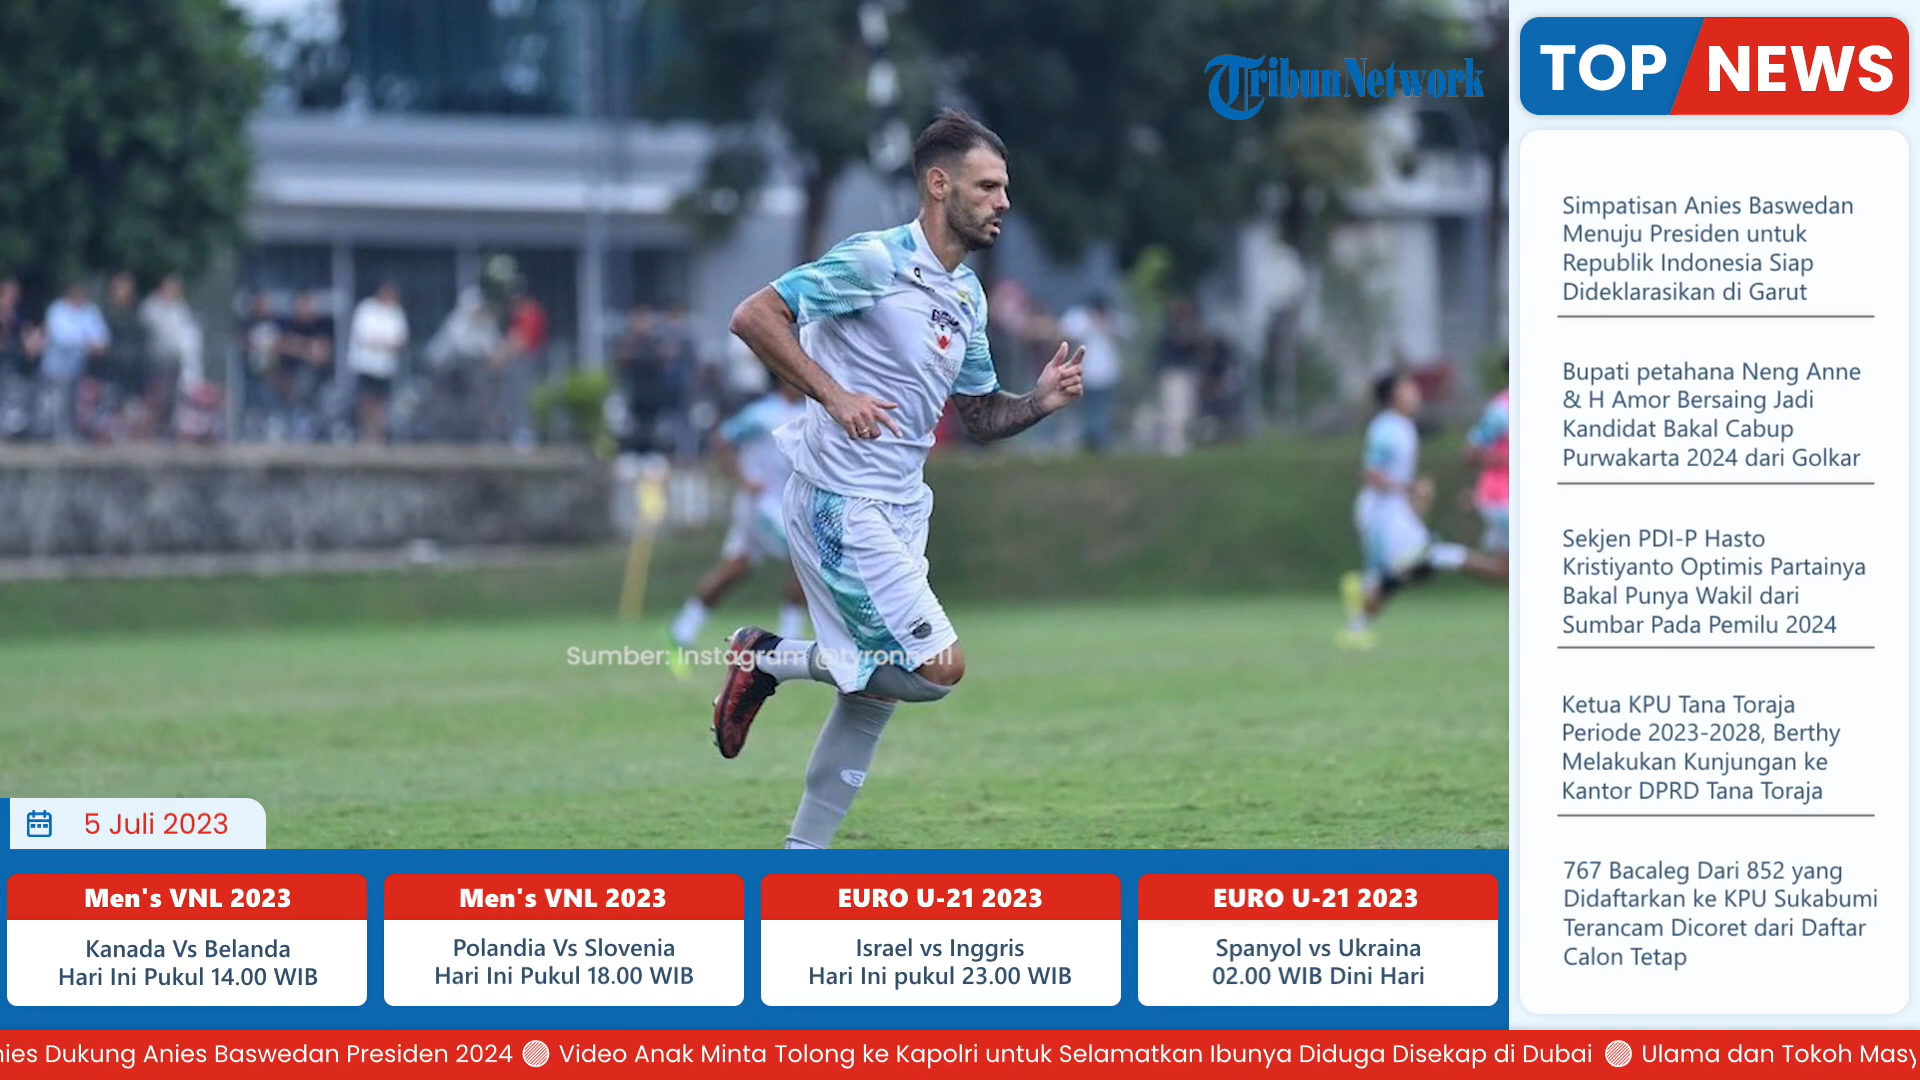 TribunNetwork
TOP NEWS
Simpatisan Anies Baswedan
Menuju Presiden untuk
Republik Indonesia Siap
Dideklarasikan di Garut
Bupati petahana Neng Anne
& H Amor Bersaing Jadi
Kandidat Bakal Cabup
Purwakarta 2024 dari Golkar
Sekjen PDI-P Hasto
Kristiyanto Optimis Partainya
Bakal Punya Wakil dari
Sumbar Pada Pemilu 2024
Ketua KPU Tana Toraja
Periode 2023-2028, Berthy
Melakukan Kunjungan ke
Kantor DPRD Tana Toraja
767 Bacaleg Dari 852 yang
Didaftarkan ke KPU Sukabumi
Terancam Dicoret dari Daftar
Calon Tetap
Sumber: Instagram
5 Juli 2023
Men's VNL 2023
Kanada Vs Belanda
Hari Ini Pukul 14.00 WIB
Men's VNL 2023
Polandia Vs Slovenia
Hari Ini Pukul 18.00 WIB
EURO U-21 2023
Israel vs Inggris
Hari Ini pukul 23.00 WIB
EURO U-21 2023
Spanyol vs Ukraina
02.00 WIB Dini Hari
nies Dukung Anies Baswedan Presiden 2024 Video Anak Minta Tolong ke Kapolri untuk Selamatkan Ibunya Diduga Disekap di Dubai Ulama dan Tokoh Masy